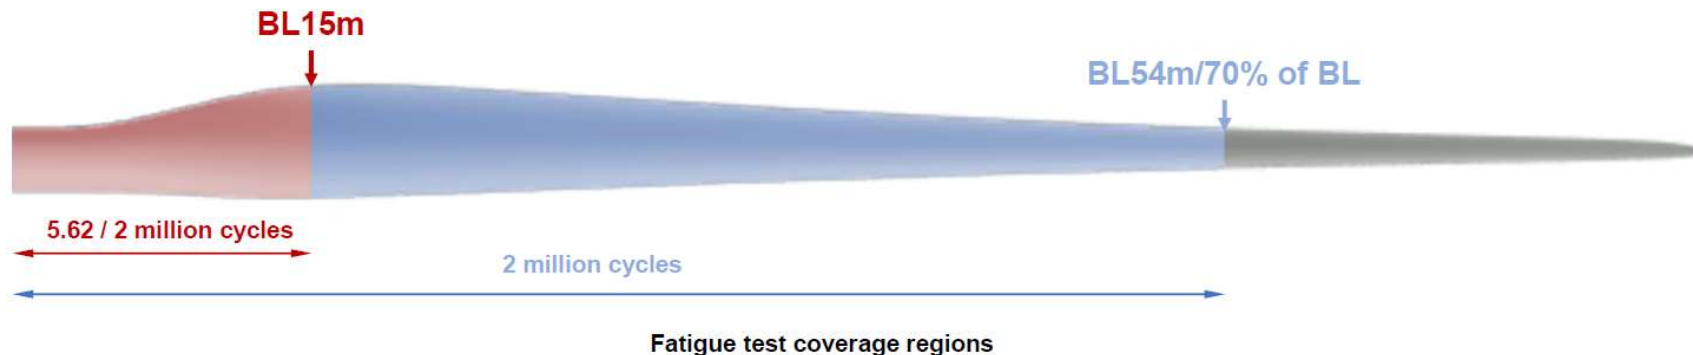 BL15m
BL54m/70% of BL
5.62 / 2 million cycles
2 million cycles
Fatigue test coverage regions